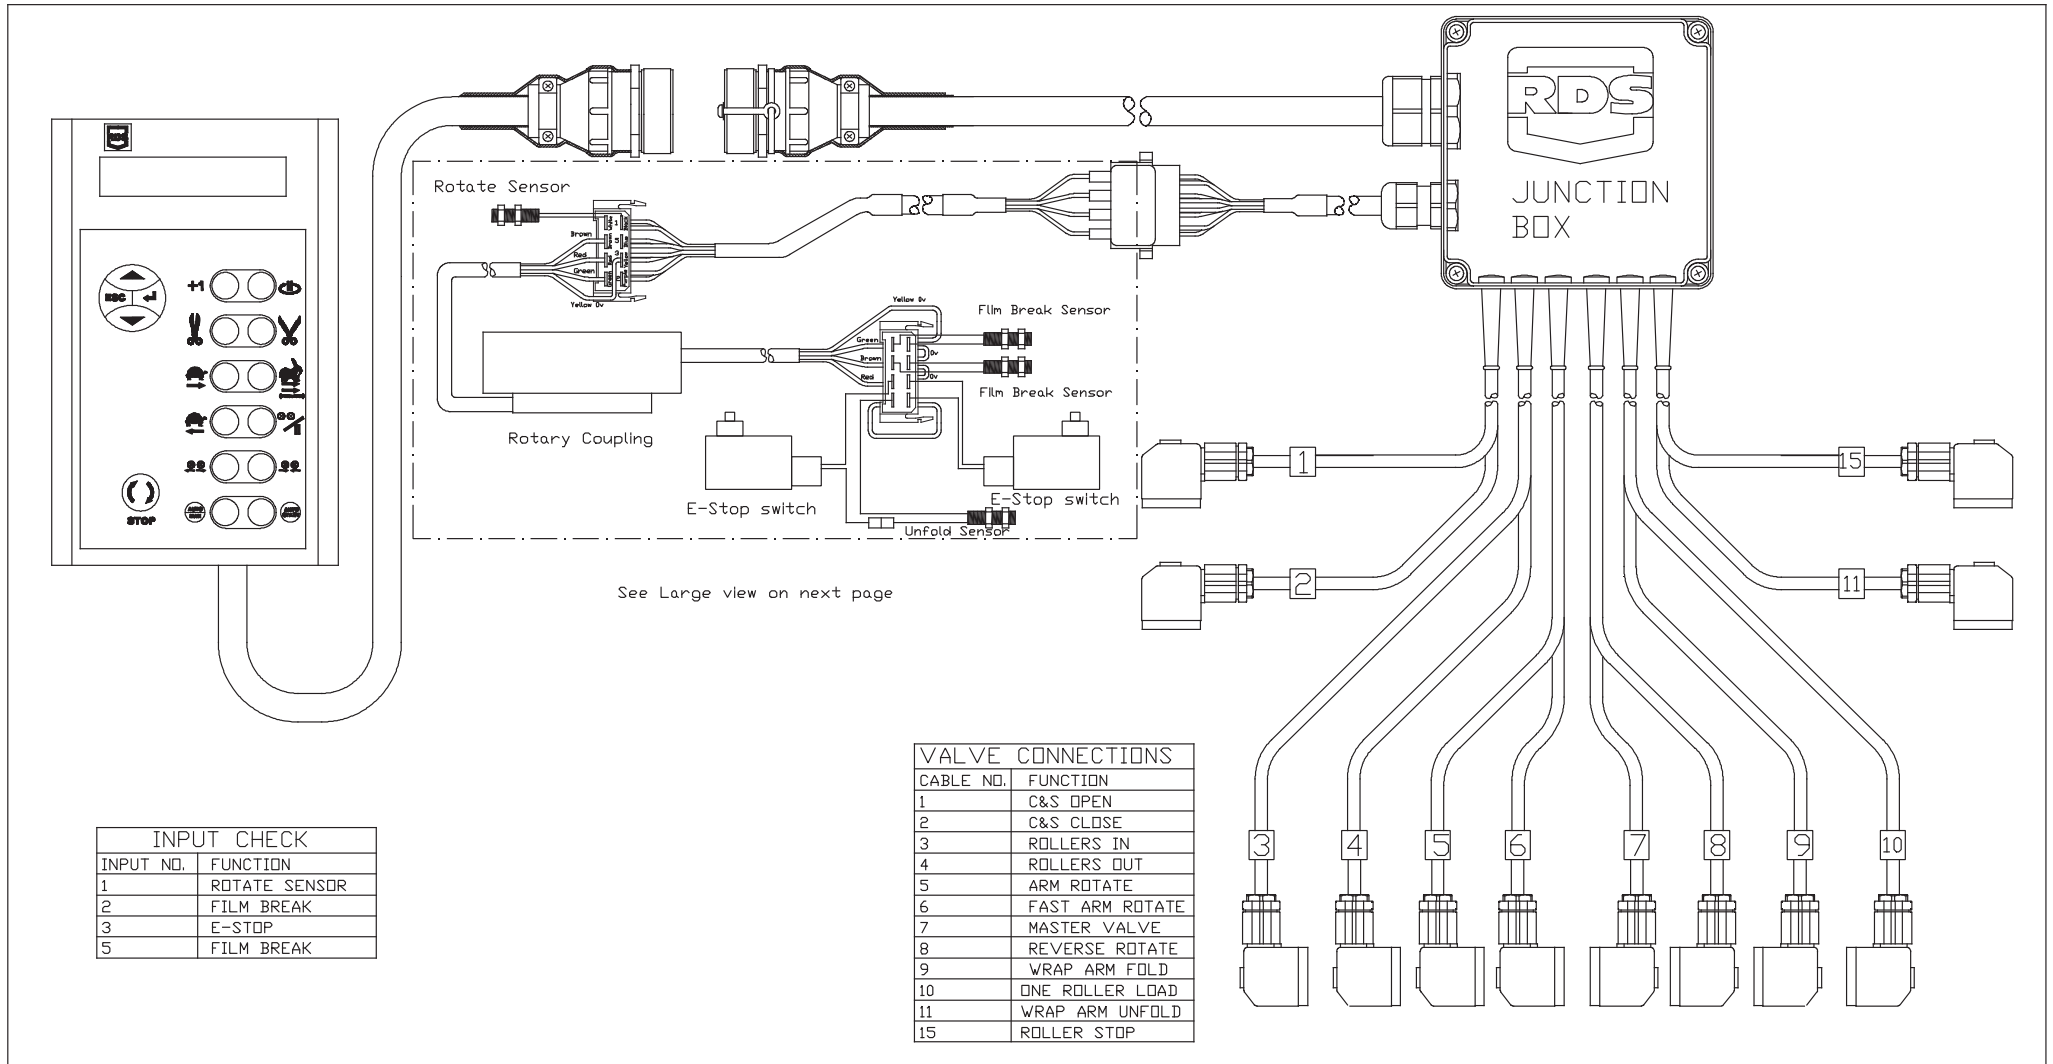 RDS
RDS
JUNCTION
BOX
Rotate Sensor
Brown
Red
Green
Yellow 0v
Yellow 0v
Green
Brown
Red
0v
0v
Film Break Sensor
Film Break Sensor
Rotary Coupling
E-Stop switch
E-Stop switch
Unfold Sensor
ESC
+1
STOP
AUTO
AUTO
See Large view on next page
1
15
2
11
3
4
5
6
7
8
9
10
INPUT CHECK
INPUT NO. FUNCTION
1 ROTATE SENSOR
2 FILM BREAK
3 E-STOP
5 FILM BREAK
VALVE CONNECTIONS
CABLE NO. FUNCTION
1 C&S OPEN
2 C&S CLOSE
3 ROLLERS IN
4 ROLLERS OUT
5 ARM ROTATE
6 FAST ARM ROTATE
7 MASTER VALVE
8 REVERSE ROTATE
9 WRAP ARM FOLD
10 ONE ROLLER LOAD
11 WRAP ARM UNFOLD
15 ROLLER STOP